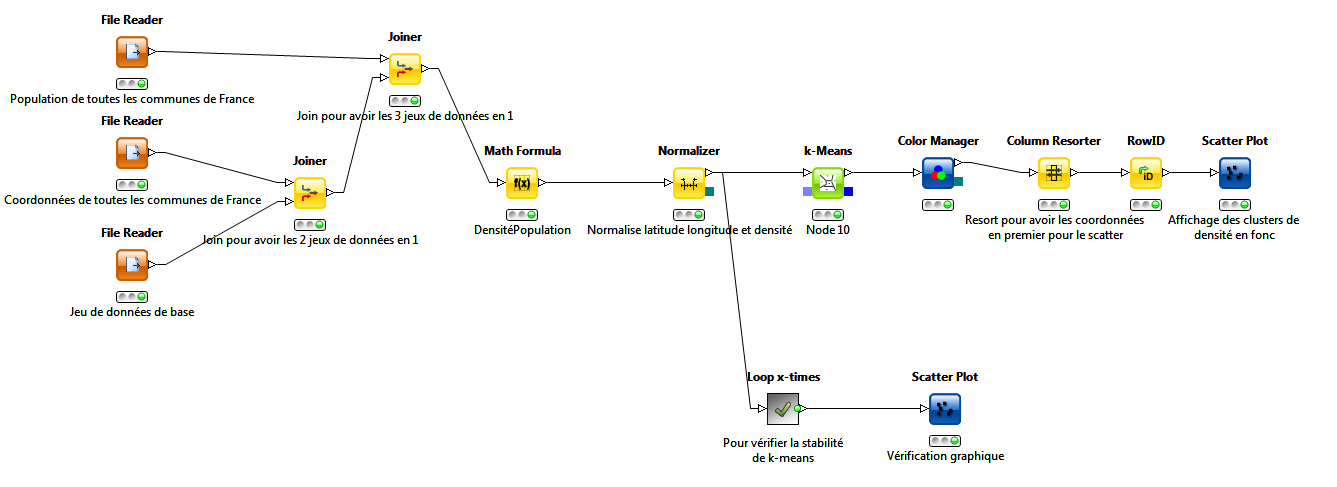 File Reader
Population de toutes les communes de France
File Reader
Coordonnées de toutes les communes de France
File Reader
Jeu de données de base
Joiner
Join pour avoir les 2 jeux de données en 1
Joiner
Join pour avoir les 3 jeux de données en 1
Math Formula
f(x)
DensitéPopulation
Normalizer
Normalise latitude longitude et densité
k-Means
Node 10
Color Manager
Column Resorter
Resort pour avoir les coordonnées
en premier pour le scatter
RowID
iD
Scatter Plot
Affichage des clusters de
densité en fonc
Loop x-times
Pour vérifier la stabilité
de k-means
Scatter Plot
Vérification graphique